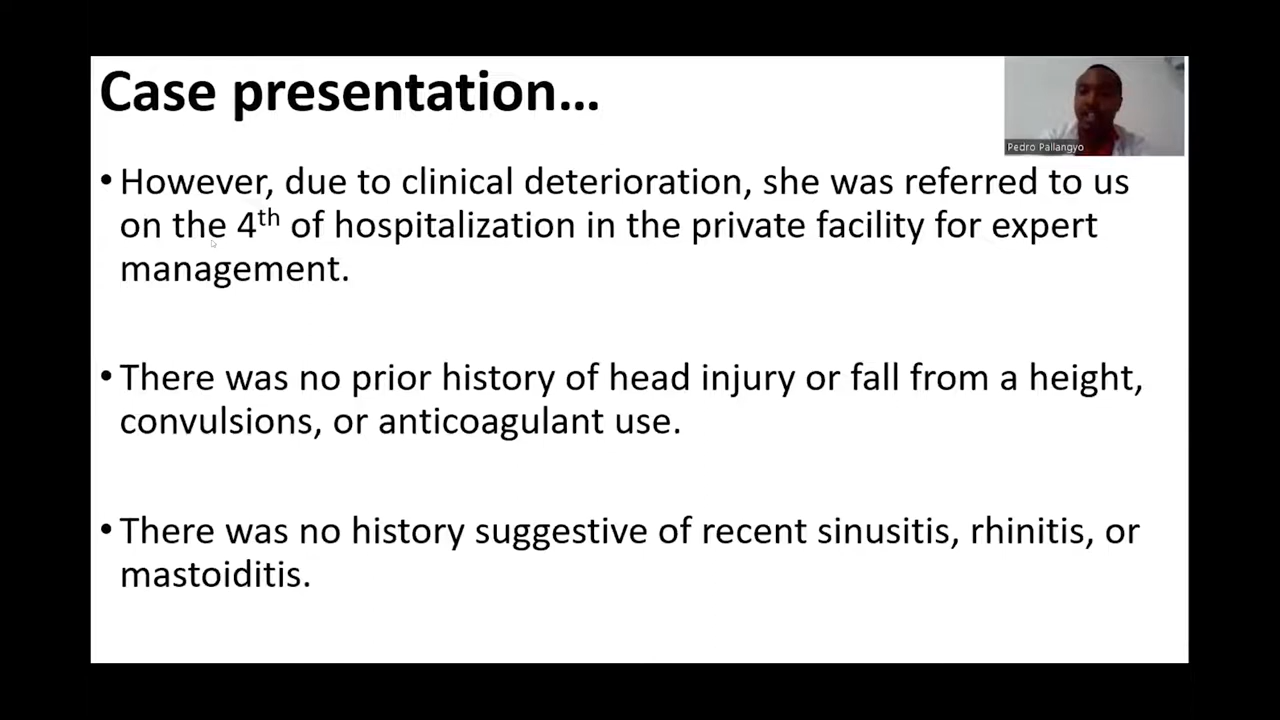 Case presentation...
Pedro Pallangyo
• However, due to clinical deterioration, she was referred to us
on the 4th of hospitalization in the private facility for expert
management.
• There was no prior history of head injury or fall from a height,
convulsions, or anticoagulant use.
• There was no history suggestive of recent sinusitis, rhinitis, or
mastoiditis.